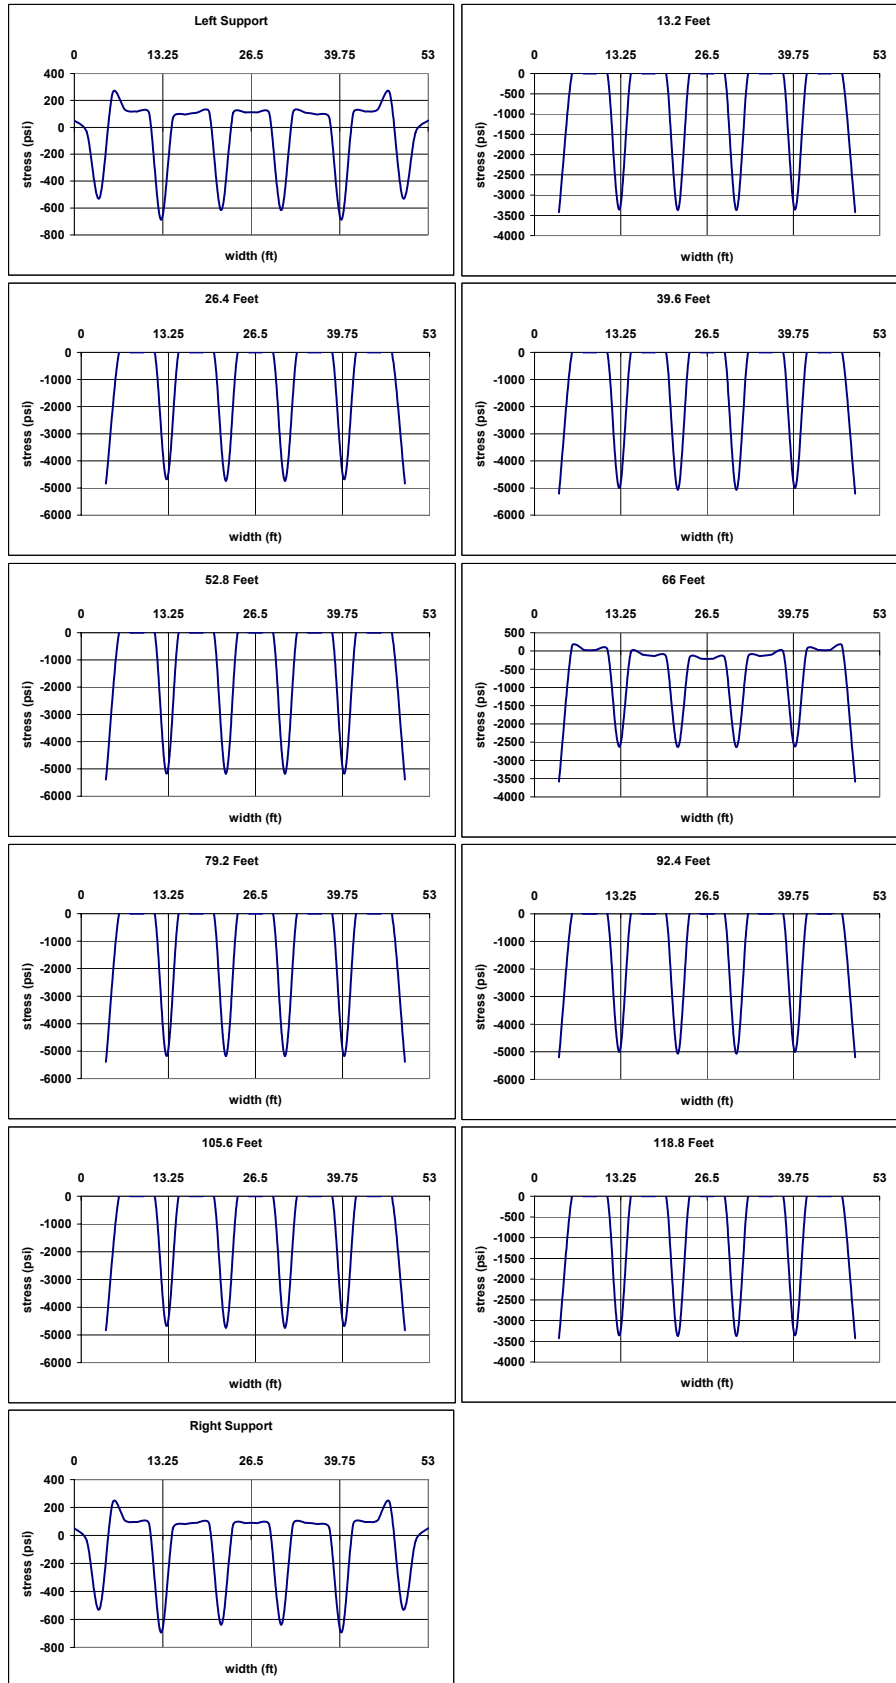 Left Support
0 13.25 26.5 39.75 53
400
200
0
-200
-400
-600
-800
stress (psi)
width (ft)
13.2 Feet
0 13.25 26.5 39.75 53
0
-500
-1000
-1500
-2000
-2500
-3000
-3500
-4000
stress (psi)
width (ft)
26.4 Feet
0 13.25 26.5 39.75 53
0
-1000
-2000
-3000
-4000
-5000
-6000
stress (psi)
width (ft)
39.6 Feet
0 13.25 26.5 39.75 53
0
-1000
-2000
-3000
-4000
-5000
-6000
stress (psi)
width (ft)
52.8 Feet
0 13.25 26.5 39.75 53
0
-1000
-2000
-3000
-4000
-5000
-6000
stress (psi)
width (ft)
66 Feet
0 13.25 26.5 39.75 53
500
0
-500
-1000
-1500
-2000
-2500
-3000
-3500
-4000
stress (psi)
width (ft)
79.2 Feet
0 13.25 26.5 39.75 53
0
-1000
-2000
-3000
-4000
-5000
-6000
stress (psi)
width (ft)
92.4 Feet
0 13.25 26.5 39.75 53
0
-1000
-2000
-3000
-4000
-5000
-6000
stress (psi)
width (ft)
105.6 Feet
0 13.25 26.5 39.75 53
0
-1000
-2000
-3000
-4000
-5000
-6000
stress (psi)
width (ft)
118.8 Feet
0 13.25 26.5 39.75 53
0
-500
-1000
-1500
-2000
-2500
-3000
-3500
-4000
stress (psi)
width (ft)
Right Support
0 13.25 26.5 39.75 53
400
200
0
-200
-400
-600
-800
stress (psi)
width (ft)